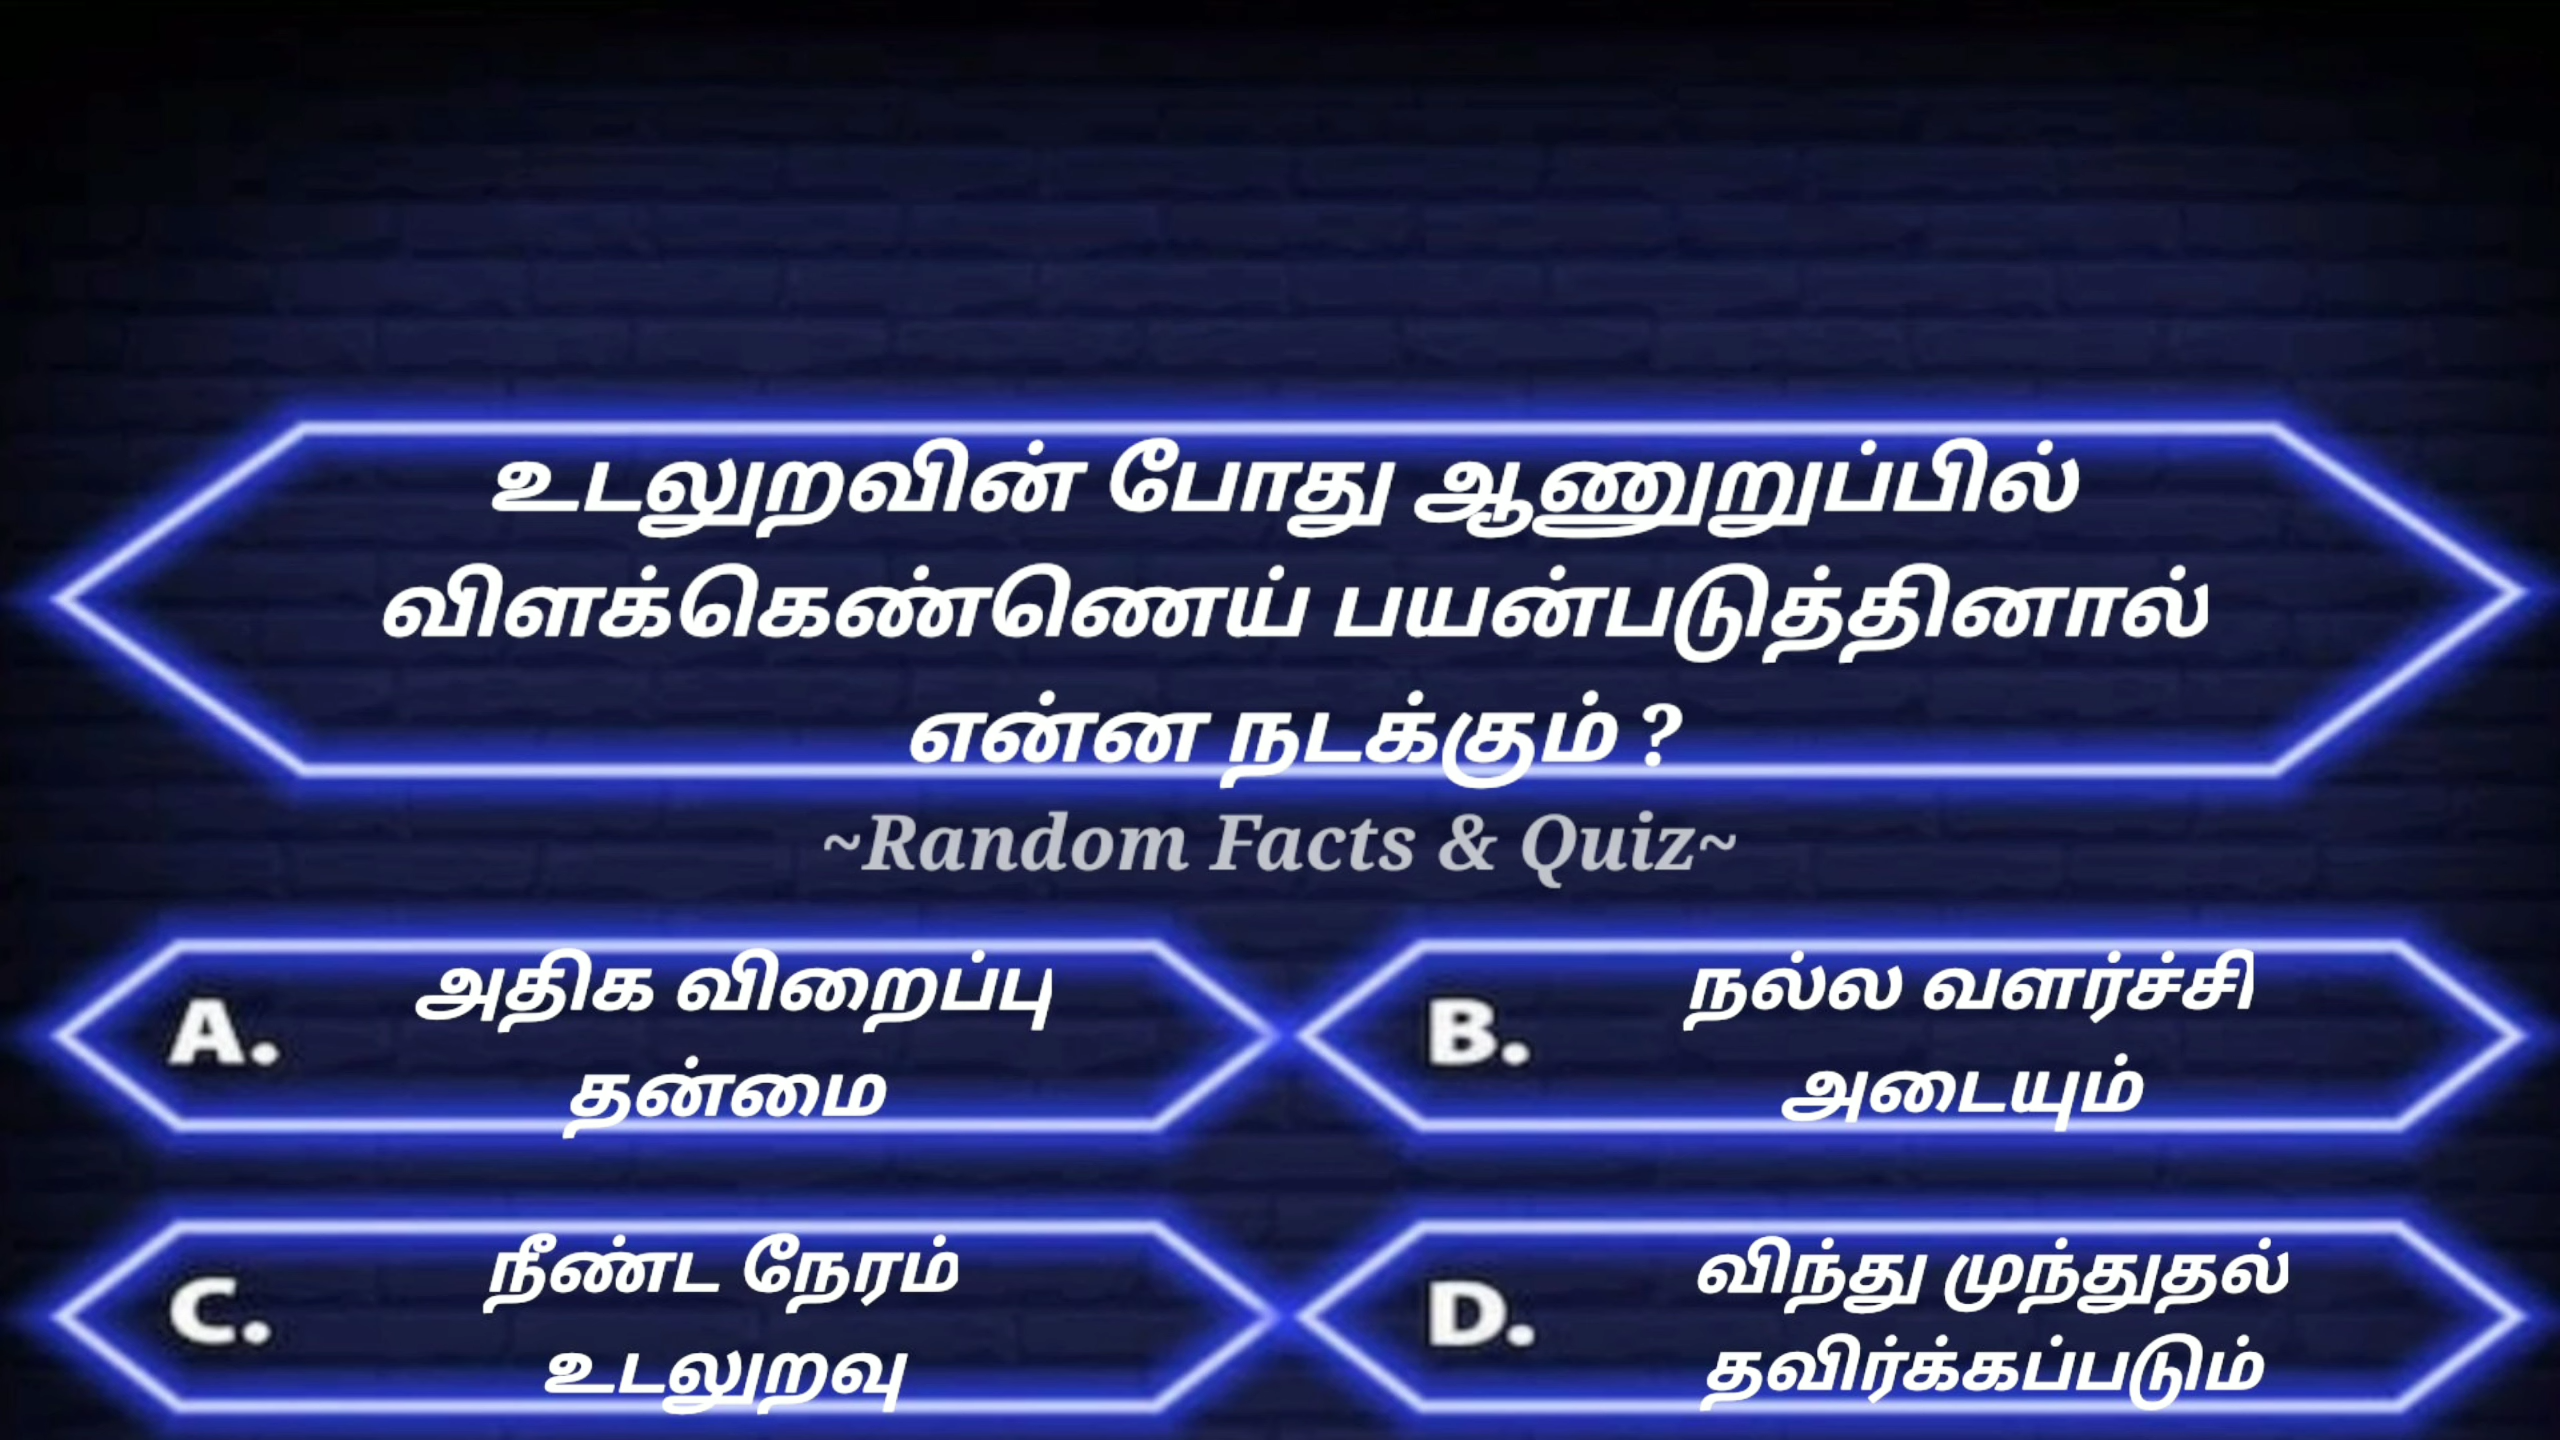 உடலுறவின் போது ஆணுறுப்பில்
விளக்கெண்ணெய் பயன்படுத்தினால்
என்ன நடக்கும் ?
~Random Facts & Quiz~
A. அதிக விறைப்பு
தன்மை
B. நல்ல வளர்ச்சி
அடையும்
C. நீண்ட நேரம்
உடலுறவு
D. விந்து முந்துதல்
தவிர்க்கப்படும்